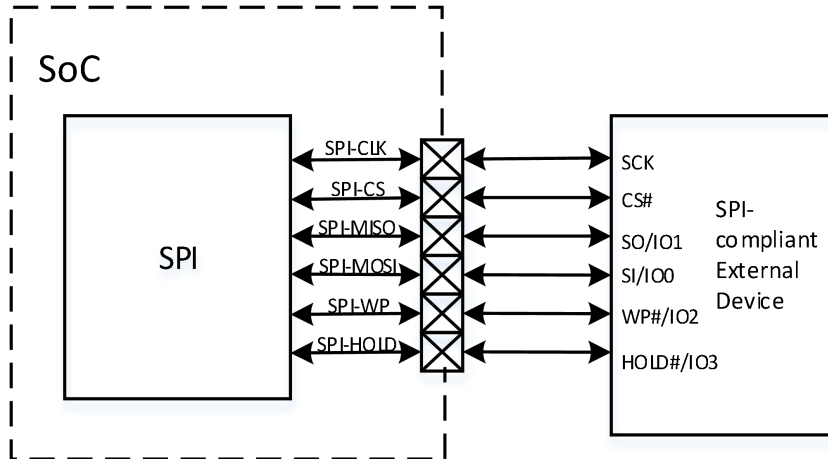 SoC
SPI
SPI-CLK
SPI-CS
SPI-MISO
SPI-MOSI
SPI-WP
SPI-HOLD
SCK
CS#
SO/IO1
SI/IO0
WP#/IO2
HOLD#/IO3
SPI-
compliant
External
Device